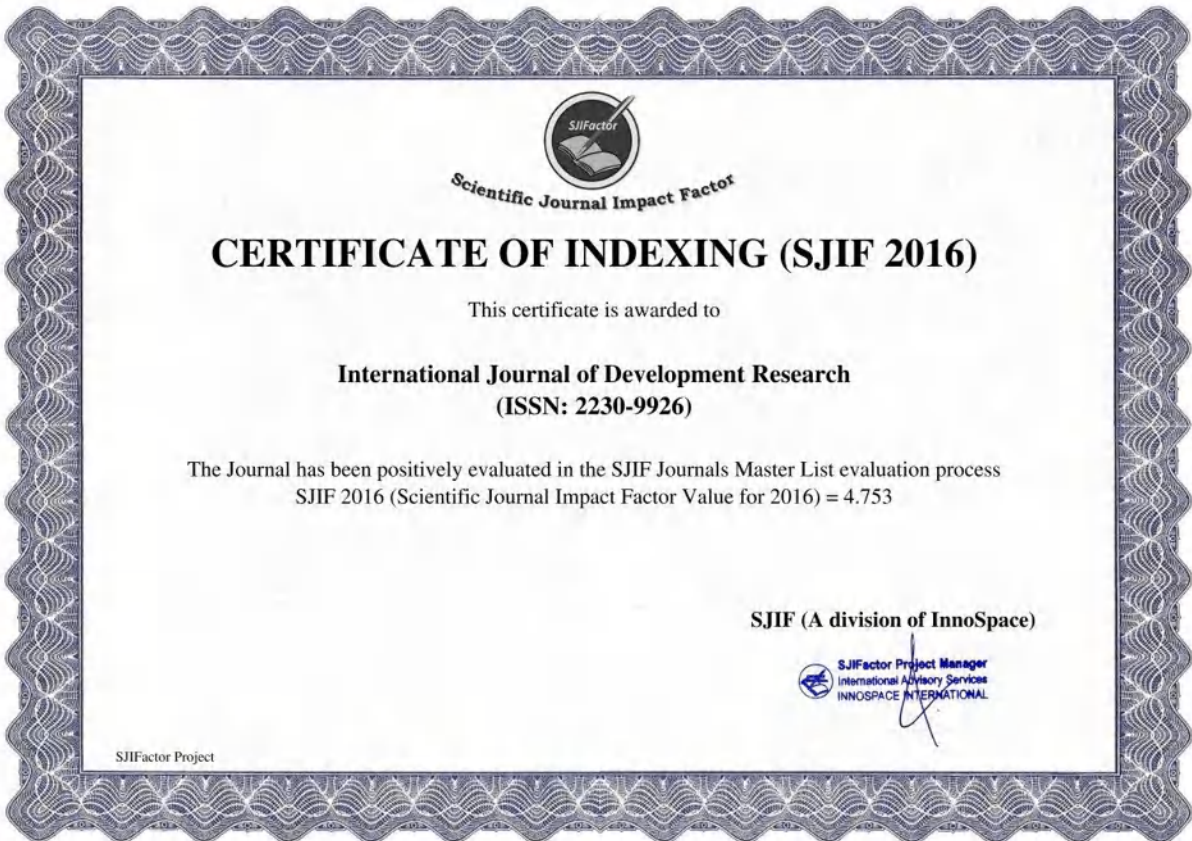 SJIFactor
Scientific Journal Impact Factor
CERTIFICATE OF INDEXING (SJIF 2016)
This certificate is awarded to
International Journal of Development Research
(ISSN: 2230-9926)
The Journal has been positively evaluated in the SJIF Journals Master List evaluation process
SJIF 2016 (Scientific Journal Impact Factor Value for 2016) = 4.753
SJIF (A division of InnoSpace)
SJIFactor Project Manager
International Advisory Services
INNOSPACE INTERNATIONAL
SJIFactor Project